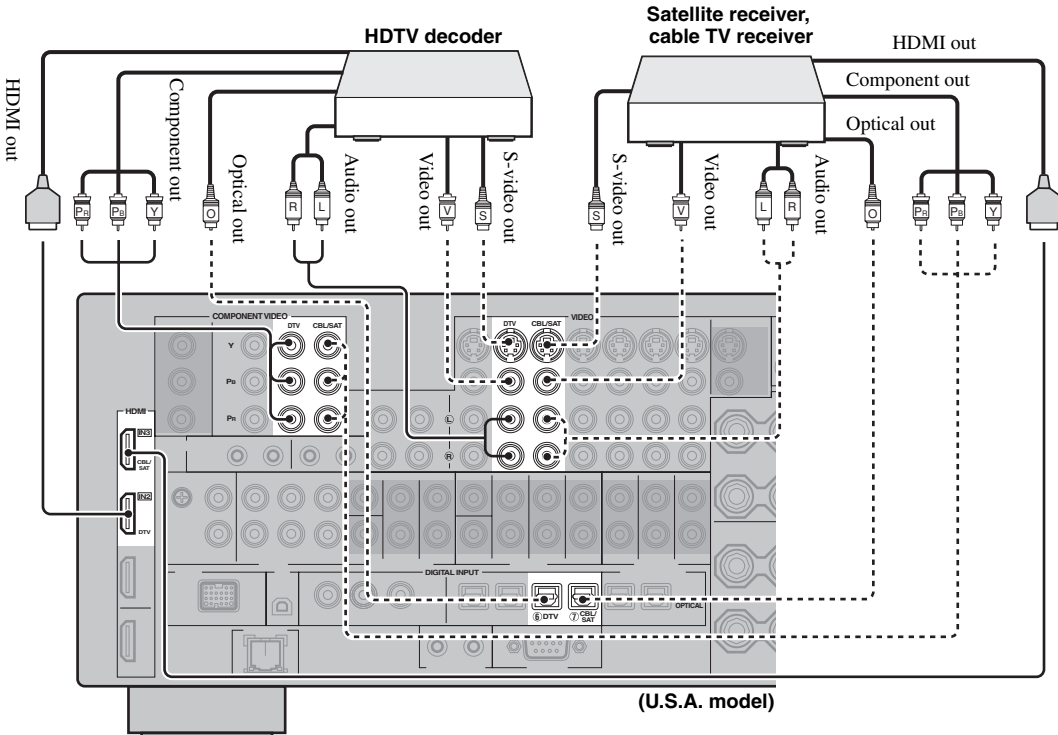 HDTV decoder
Satellite receiver,
cable TV receiver
HDMI out
Component out
Optical out
Audio out
Video out
S-video out
S-video out
Video out
Audio out
HDMI out
Component out
Optical out
PR
PB
Y
O
R
L
V
S
S
V
L
R
O
PR
PB
Y
COMPONENT VIDEO
DTV
CBL/SAT
Y
PB
PR
VIDEO
DTV
CBL/SAT
L
R
HDMI
IN3
CBL/
SAT
IN2
DTV
DIGITAL INPUT
6 DTV
7 CBL/
SAT
OPTICAL
(U.S.A. model)